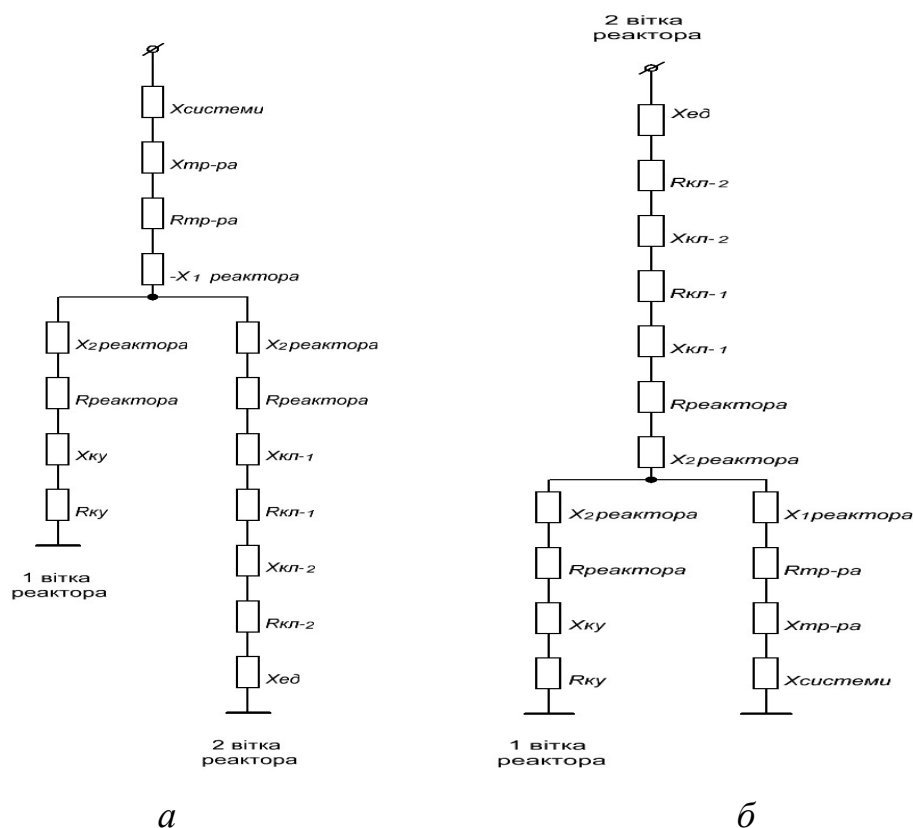 Xсистеми
Xтр-ра
Rтр-ра
-X1 реактора
X2реактора
X2реактора
Rреактора
Rреактора
Xку
Xкл-1
Rку
Rкл-1
1 вітка
реактора
Xкл-2
Rкл-2
Xед
2 вітка
реактора
а
2 вітка
реактора
Xед
Rкл-2
Xкл-2
Rкл-1
Xкл-1
Rреактора
X2реактора
X2реактора
X1реактора
Rреактора
Rтр-ра
Xку
Xтр-ра
Rку
Xсистеми
1 вітка
реактора
б